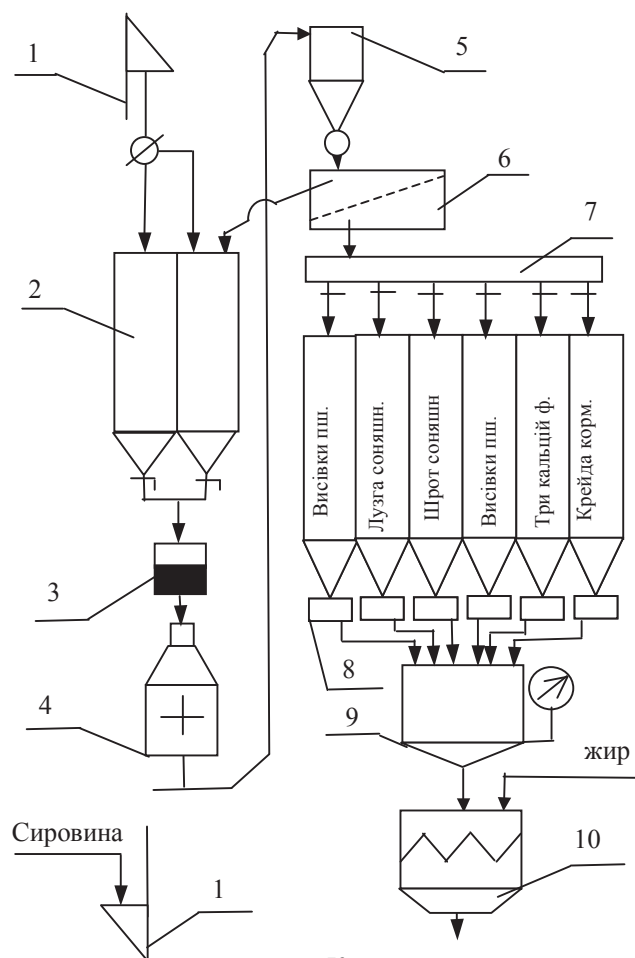 1
5
6
7
2
Висівки пш.
Лузга соняшн.
Шрот соняшн
Висівки пш.
Три кальцій ф.
Крейда корм.
3
8
4
9
жир
Сировина
10
1